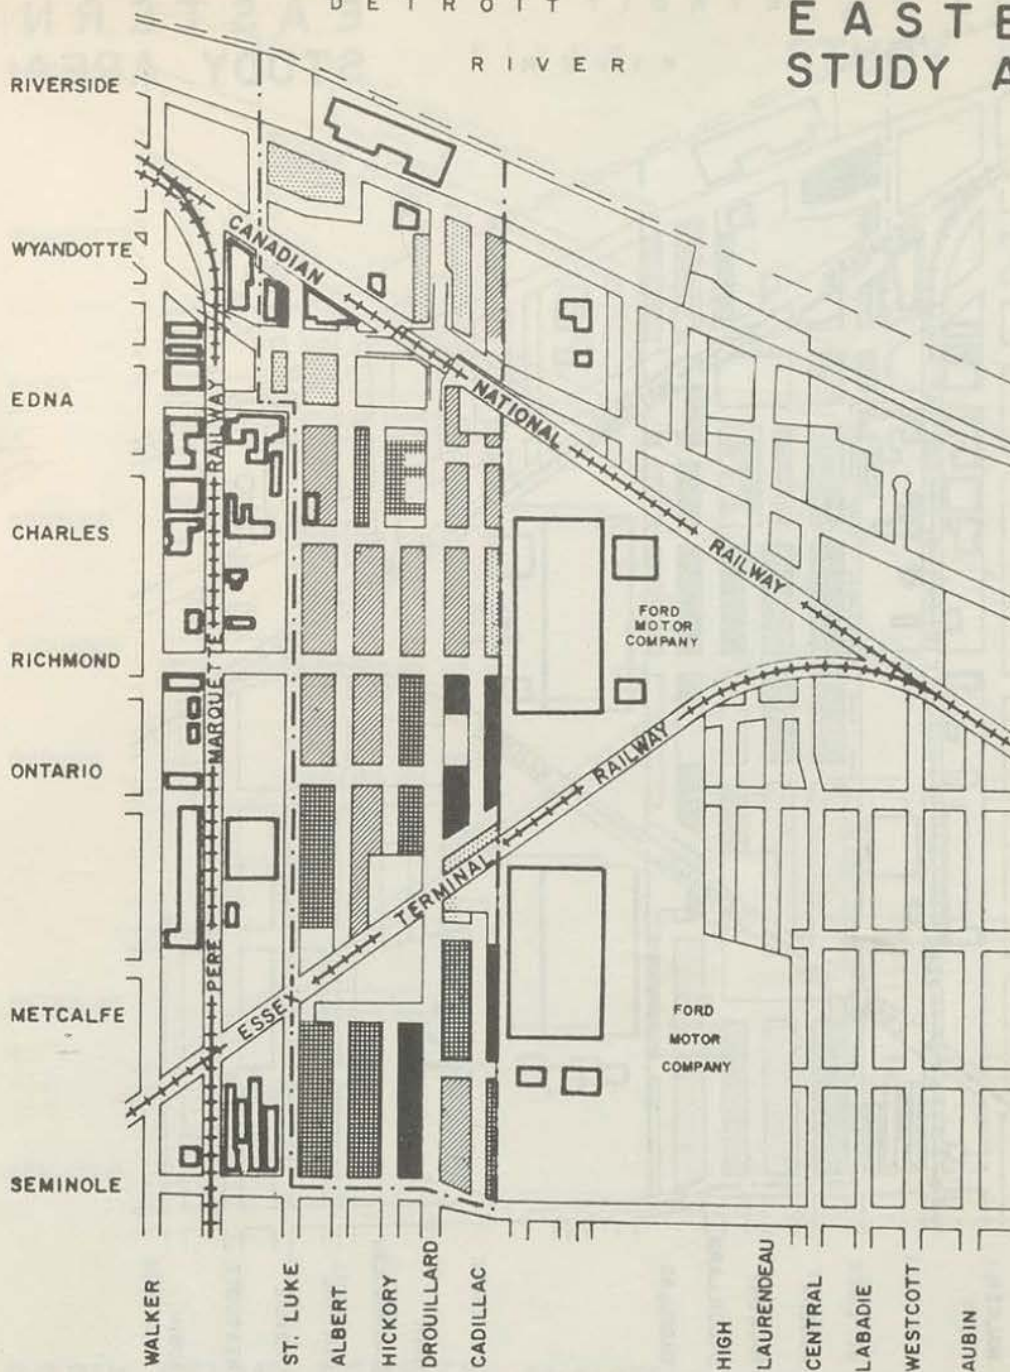 DETROIT
RIVER
EASTE
STUDY A
RIVERSIDE
WYANDOTTE
EDNA
CHARLES
RICHMOND
ONTARIO
METCALFE
SEMINOLE
CANADIAN
NATIONAL
RAILWAY
PERE MARQUETTE RAILWAY
ESSEX
TERMINAL
RAILWAY
FORD
MOTOR
COMPANY
FORD
MOTOR
COMPANY
WALKER
ST. LUKE
ALBERT
HICKORY
DROUILLARD
CADILLAC
HIGH
LAURENDEAU
CENTRAL
LABADIE
WESTCOTT
AUBIN